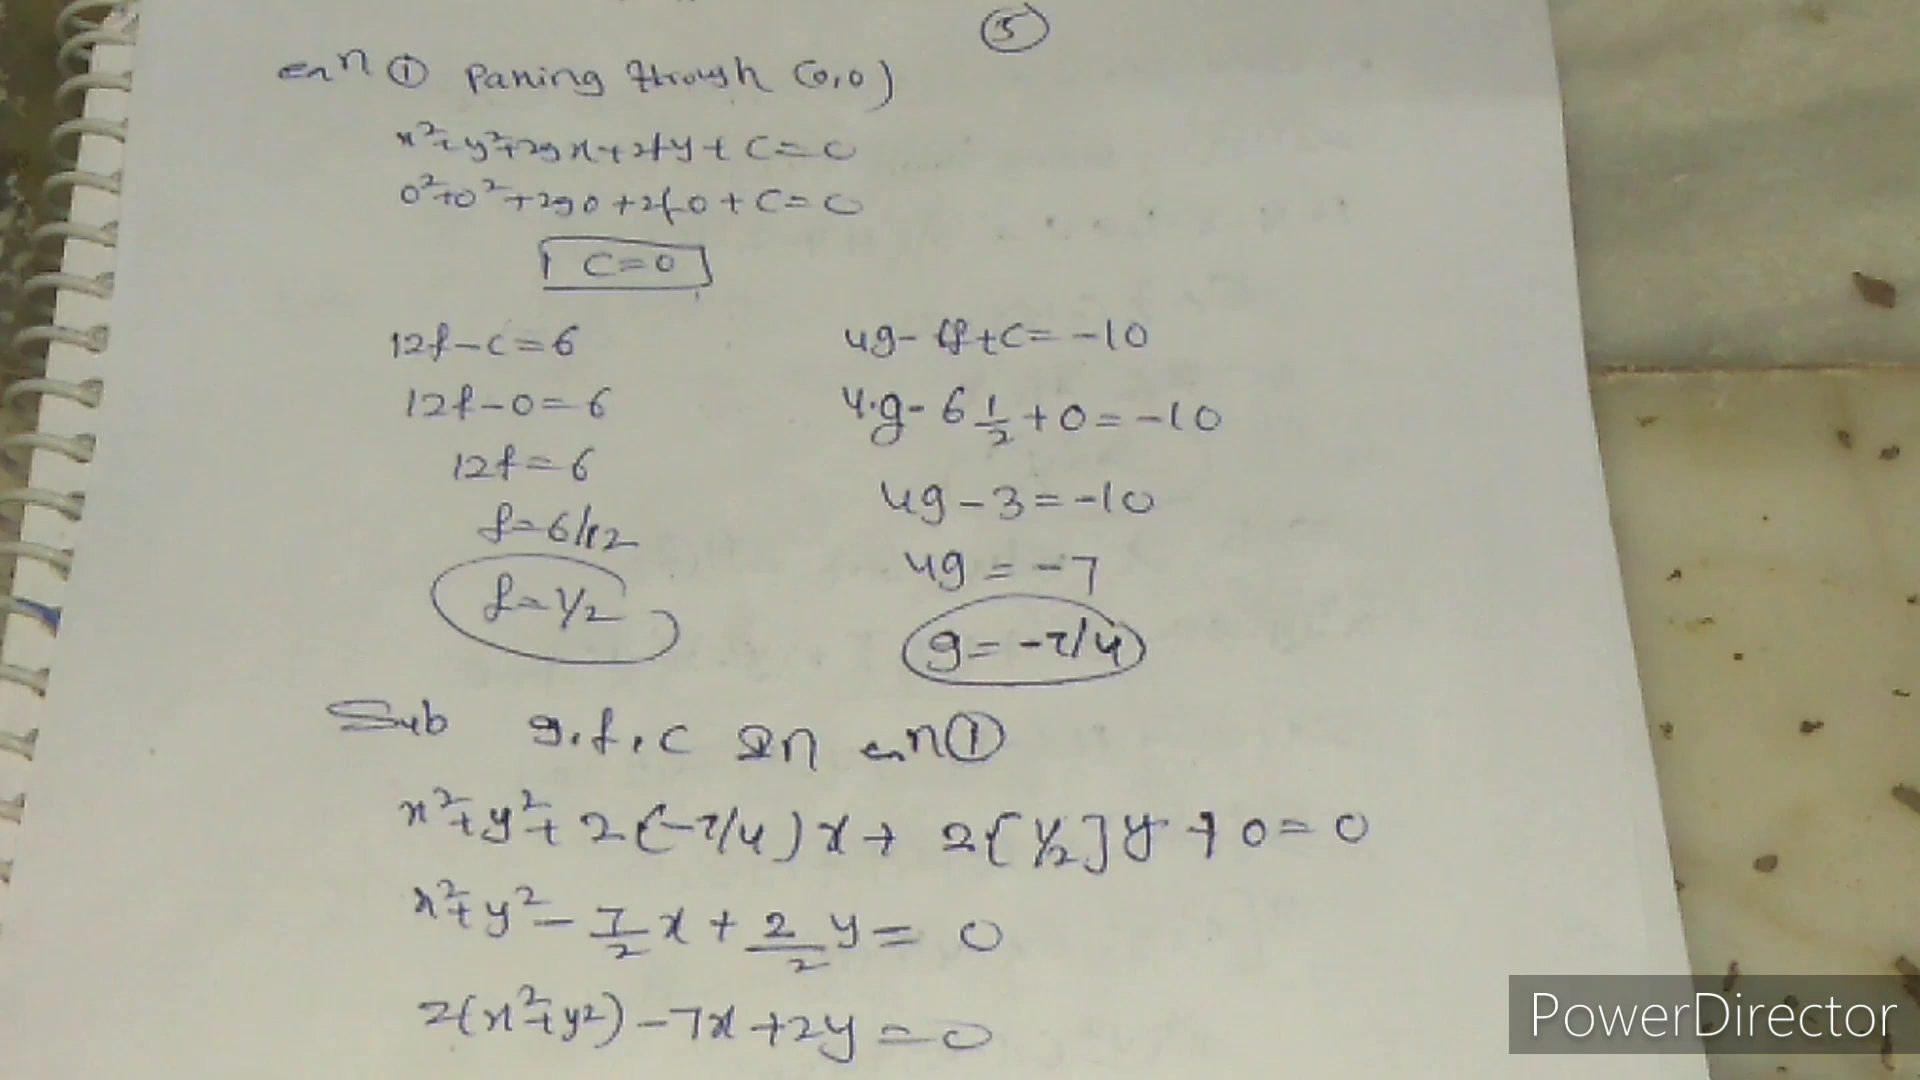 5
eqn ① Passing through (0,0)
x²+y²+2gx+2fy+c=0
0²+0²+2g0+2f0+c=0
c=0
12f-c=6
12f-0=6
12f=6
f=6/12
f=1/2
4g-6f+c=-10
4.g-6 1/2+0=-10
4g-3=-10
4g=-7
g=-7/4
Sub g,f,c in eqn ①
x²+y²+2(-7/4)x+2[1/2]y+0=0
x²+y²-7/2x+2/2y=0
2(x²+y²)-7x+2y=0
PowerDirector